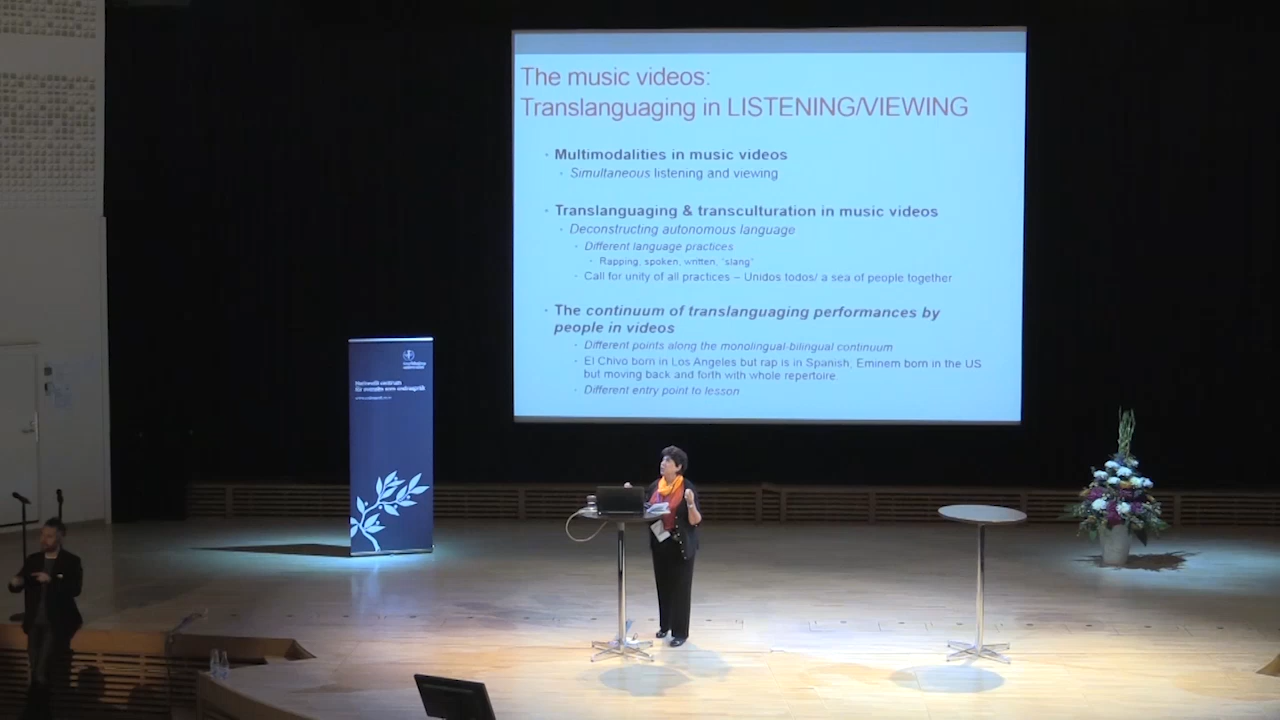 The music videos:
Translanguaging in LISTENING/VIEWING
Multimodalities in music videos
Simultaneous listening and viewing
Translanguaging & transculturation in music videos
Deconstructing autonomous language
Different language practices
Rapping, spoken, written, "slang"
Call for unity of all practices – Unidos todos/ a sea of people together
The continuum of translanguaging performances by
people in videos
Different points along the monolingual-bilingual continuum
El Chivo born in Los Angeles but rap is in Spanish; Eminem born in the US
but moving back and forth with whole repertoire.
Different entry point to lesson